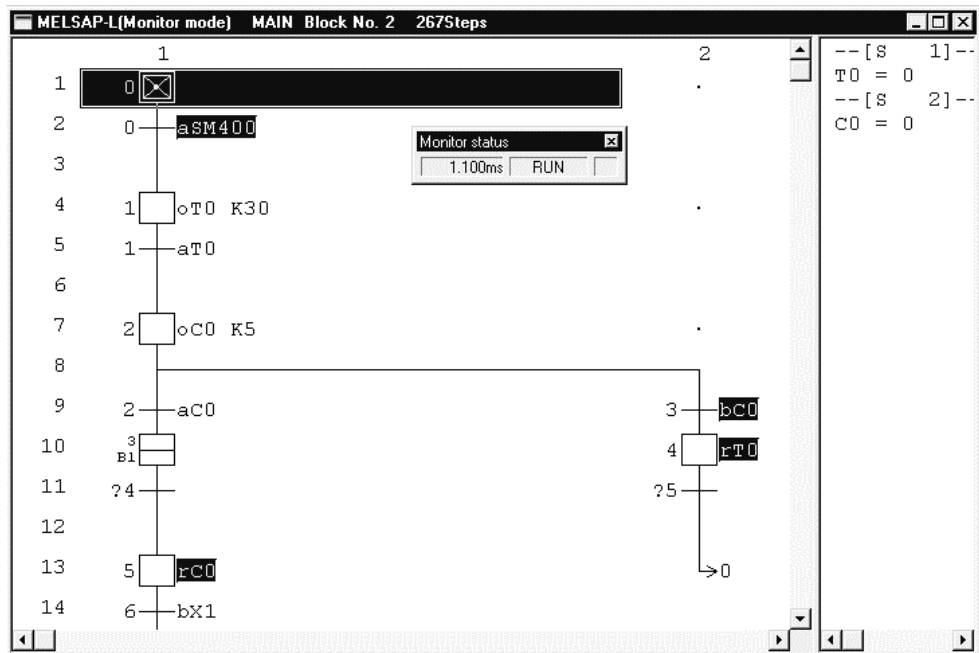 MELSAP-L(Monitor mode) MAIN Block No. 2 267Steps
1 2
1 0
2 0 aSM400
3
4 1 oT0 K30
5 1 aT0
6
7 2 oC0 K5
8
9 2 aC0 3 bC0
10 3 B1 4 rT0
11 ?4 ?5
12
13 5 rC0 0
14 6 bX1
Monitor status
1.100ms RUN
--[S 1]--
T0 = 0
--[S 2]--
C0 = 0